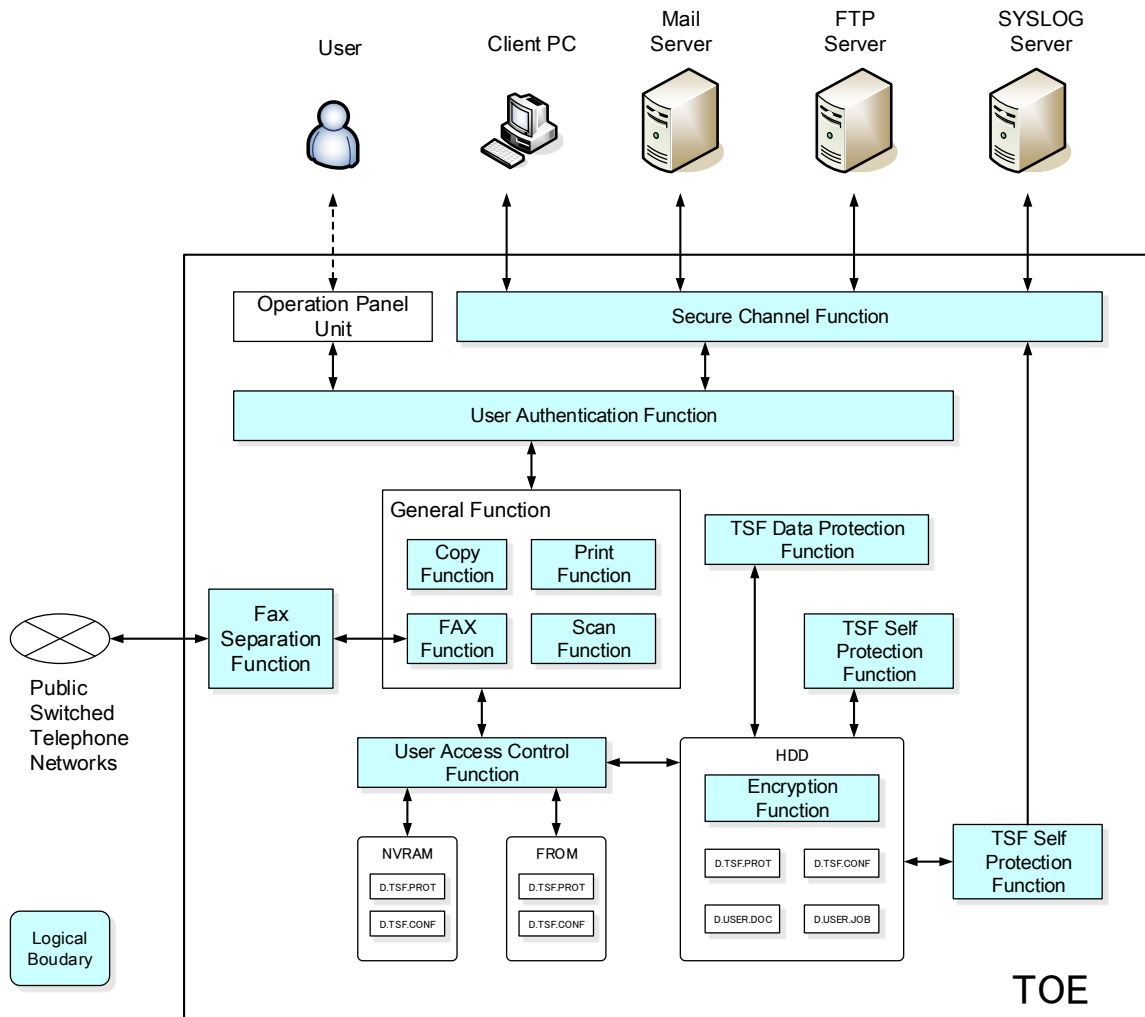 User
Client PC
Mail
Server
FTP
Server
SYSLOG
Server
Operation Panel
Unit
Secure Channel Function
User Authentication Function
General Function
Copy
Function
Print
Function
FAX
Function
Scan
Function
TSF Data Protection
Function
Fax
Separation
Function
TSF Self
Protection
Function
Public
Switched
Telephone
Networks
User Access Control
Function
HDD
Encryption
Function
D.TSF.PROT
D.TSF.CONF
D.USER.DOC
D.USER.JOB
TSF Self
Protection
Function
NVRAM
D.TSF.PROT
D.TSF.CONF
FROM
D.TSF.PROT
D.TSF.CONF
Logical
Boudary
TOE